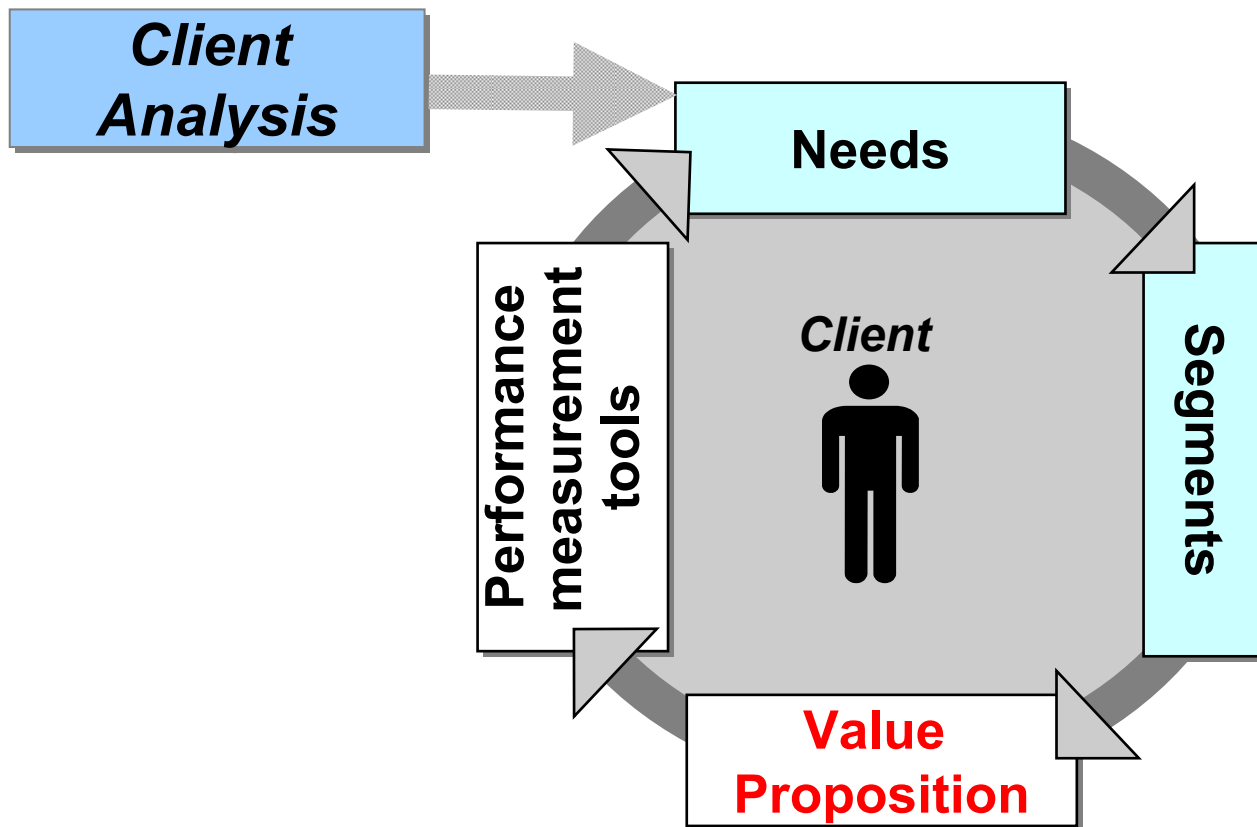 Client
Analysis
Needs
Client
Segments
Performance
measurement
tools
Value
Proposition